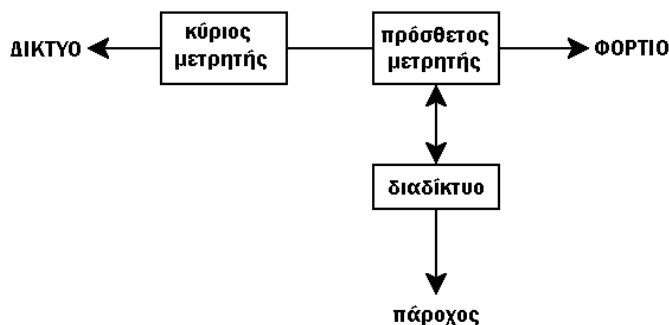 ΔΙΚΤΥΟ
κύριος
μετρητής
πρόσθετος
μετρητής
ΦΟΡΤΙΟ
διαδίκτυο
πάροχος